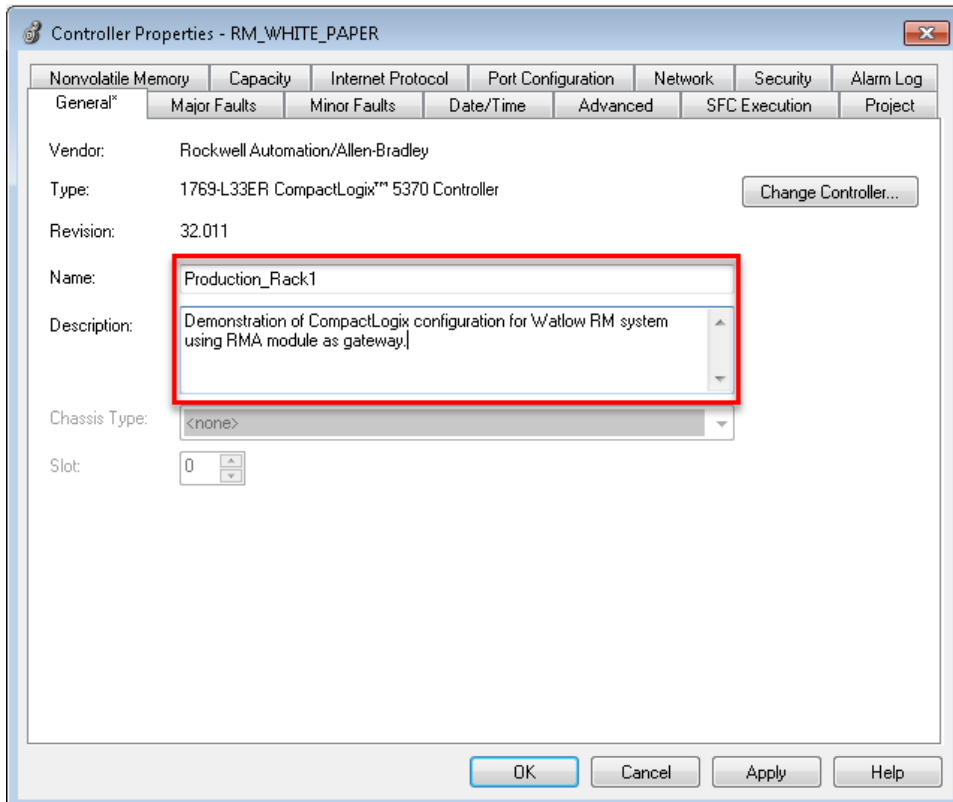 Controller Properties - RM_WHITE_PAPER
Nonvolatile Memory Capacity Internet Protocol Port Configuration Network Security Alarm Log
General* Major Faults Minor Faults Date/Time Advanced SFC Execution Project
Vendor: Rockwell Automation/Allen-Bradley
Type: 1769-L33ER CompactLogix™ 5370 Controller Change Controller...
Revision: 32.011
Name: Production_Rack1
Description: Demonstration of CompactLogix configuration for Watlow RM system
using RMA module as gateway.
Chassis Type: <none>
Slot: 0
OK Cancel Apply Help